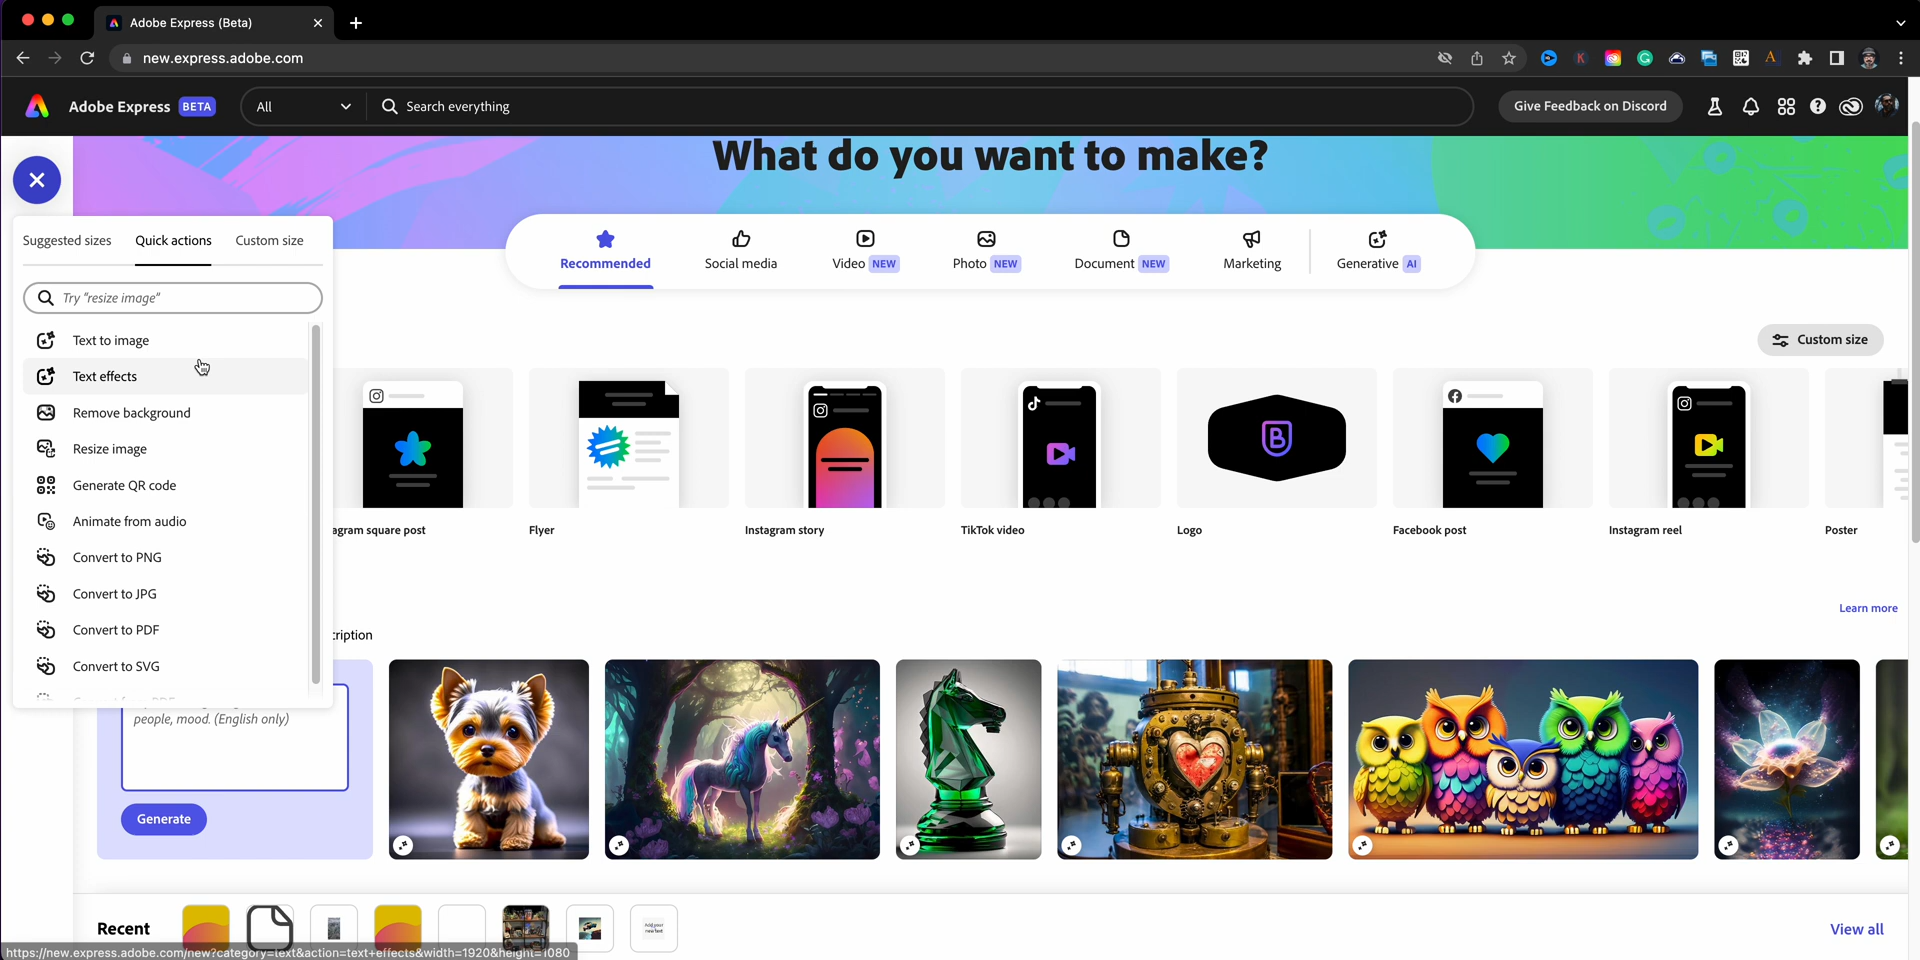 Adobe Express (Beta)
new.express.adobe.com
Adobe Express BETA
All
Search everything
Give Feedback on Discord
What do you want to make?
Suggested sizes
Quick actions
Custom size
Try "resize image"
Text to image
Text effects
Remove background
Resize image
Generate QR code
Animate from audio
Convert to PNG
Convert to JPG
Convert to PDF
Convert to SVG
Recommended
Social media
Video NEW
Photo NEW
Document NEW
Marketing
Generative AI
Custom size
agram square post
Flyer
Instagram story
TikTok video
B
Logo
Facebook post
Instagram reel
Poster
Learn more
cription
people, mood. (English only)
Generate
Recent
Add your
new text
View all
https://new.express.adobe.com/new?category=text&action=text+effects&width=1920&height=1080